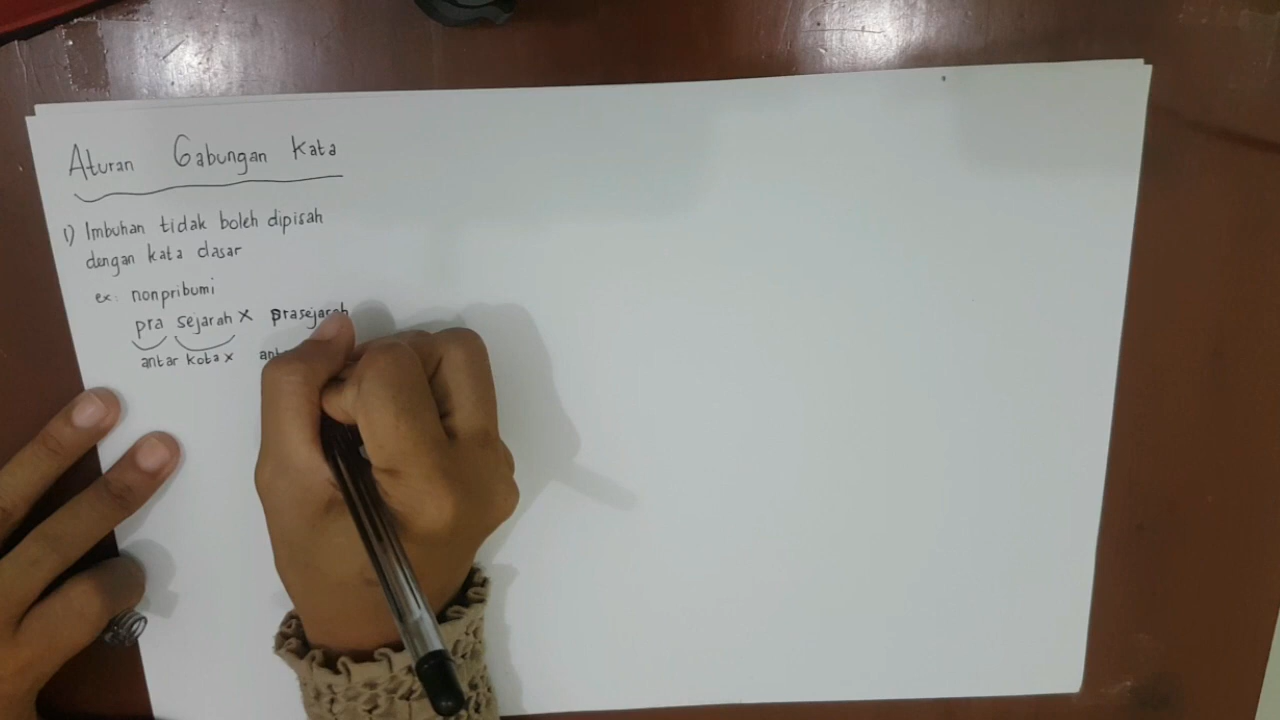 Aturan Gabungan Kata
1) Imbuhan tidak boleh dipisah
dengan kata dasar
ex: nonpribumi
pra sejarah x prasejarah
antar kota x